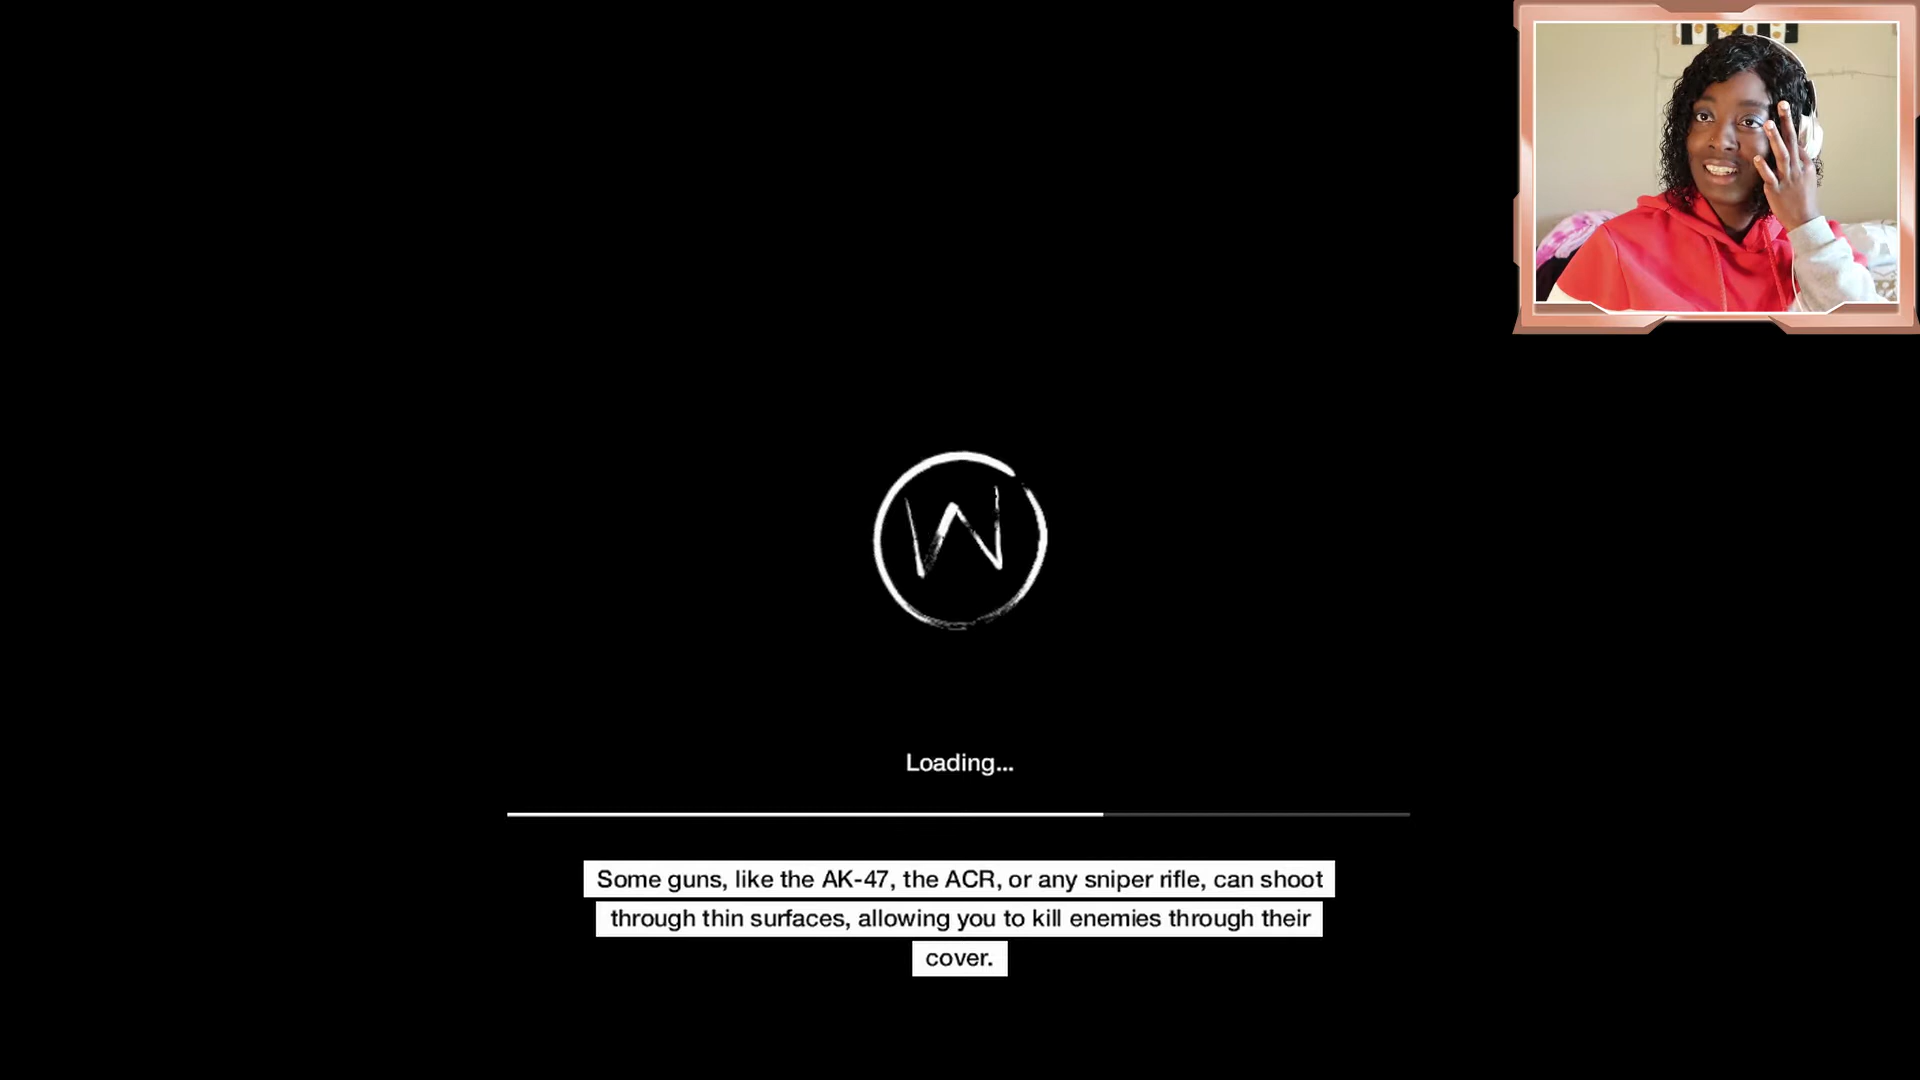 W
Loading...
Some guns, like the AK-47, the ACR, or any sniper rifle, can shoot
through thin surfaces, allowing you to kill enemies through their
cover.